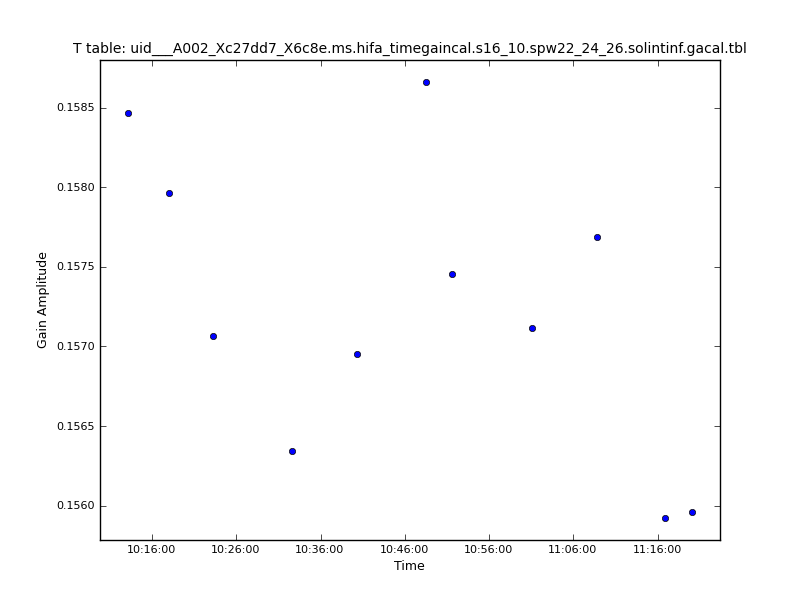 T table: uid___A002_Xc27dd7_X6c8e.ms.hifa_timegaincal.s16_10.spw22_24_26.solintinf.gacal.tbl
0.1585
0.1580
0.1575
0.1570
0.1565
0.1560
Gain Amplitude
10:16:00 10:26:00 10:36:00 10:46:00 10:56:00 11:06:00 11:16:00
Time